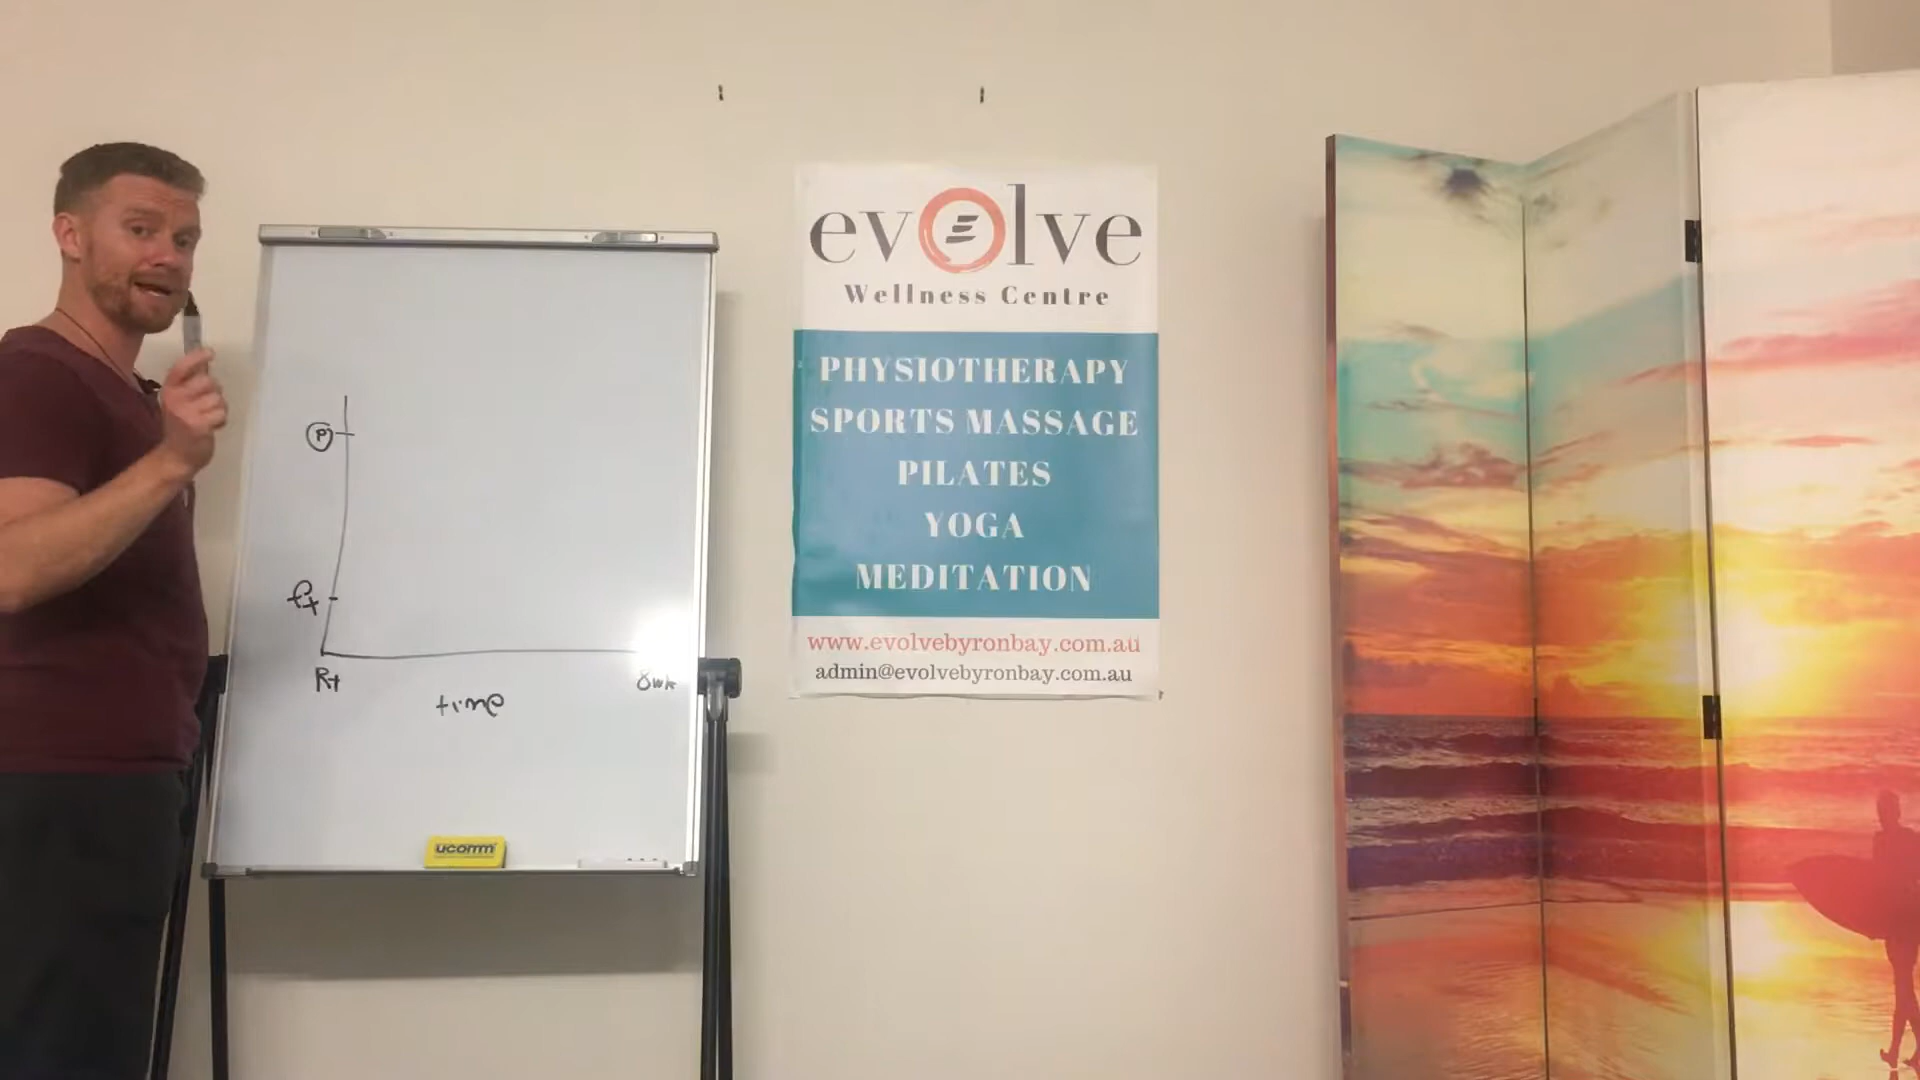 P
Rt
time
8wk
ucomm
evolve
Wellness Centre
PHYSIOTHERAPY
SPORTS MASSAGE
PILATES
YOGA
MEDITATION
www.evolvebyronbay.com.au
admin@evolvebyronbay.com.au